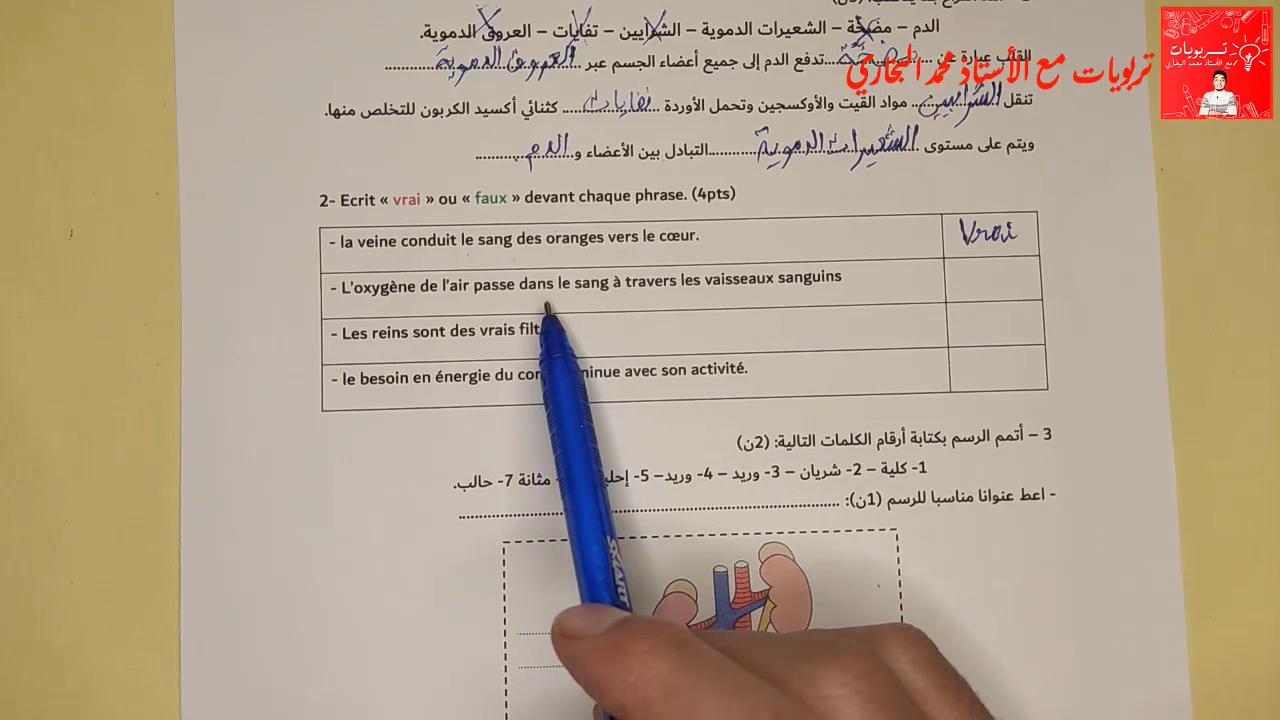 الدم – مضخة – الشعيرات الدموية – الشرايين – تفايات – العروق الدموية.
القلب عبارة عن ...مضخة...تدفع الدم إلى جميع أعضاء الجسم عبر ...العروق الدموية...
تنقل ...الشرايين... مواد القيت والأوكسجين وتحمل الأوردة ...نفايات... كثنائي أكسيد الكربون للتخلص منها.
ويتم على مستوى ...الشعيرات الدموية...التبادل بين الأعضاء و...الدم...
2- Ecrit « vrai » ou « faux » devant chaque phrase. (4pts)
- la veine conduit le sang des oranges vers le cœur. Vrai
- L'oxygène de l'air passe dans le sang à travers les vaisseaux sanguins
- Les reins sont des vrais
- le besoin en énergie du avec son activité.
3 – أتمم الرسم بكتابة أرقام الكلمات التالية: (2ن)
1- كلية – 2- شريان – 3- وريد – 4- وريد– 5- مثانة 7- حالب.
- اعط عنوانا مناسبا للرسم (1ن): ...
تربويات مع الأستاذ محمد البخاري
تـــربويات
مع الأستاذ محمد البخاري
SKART